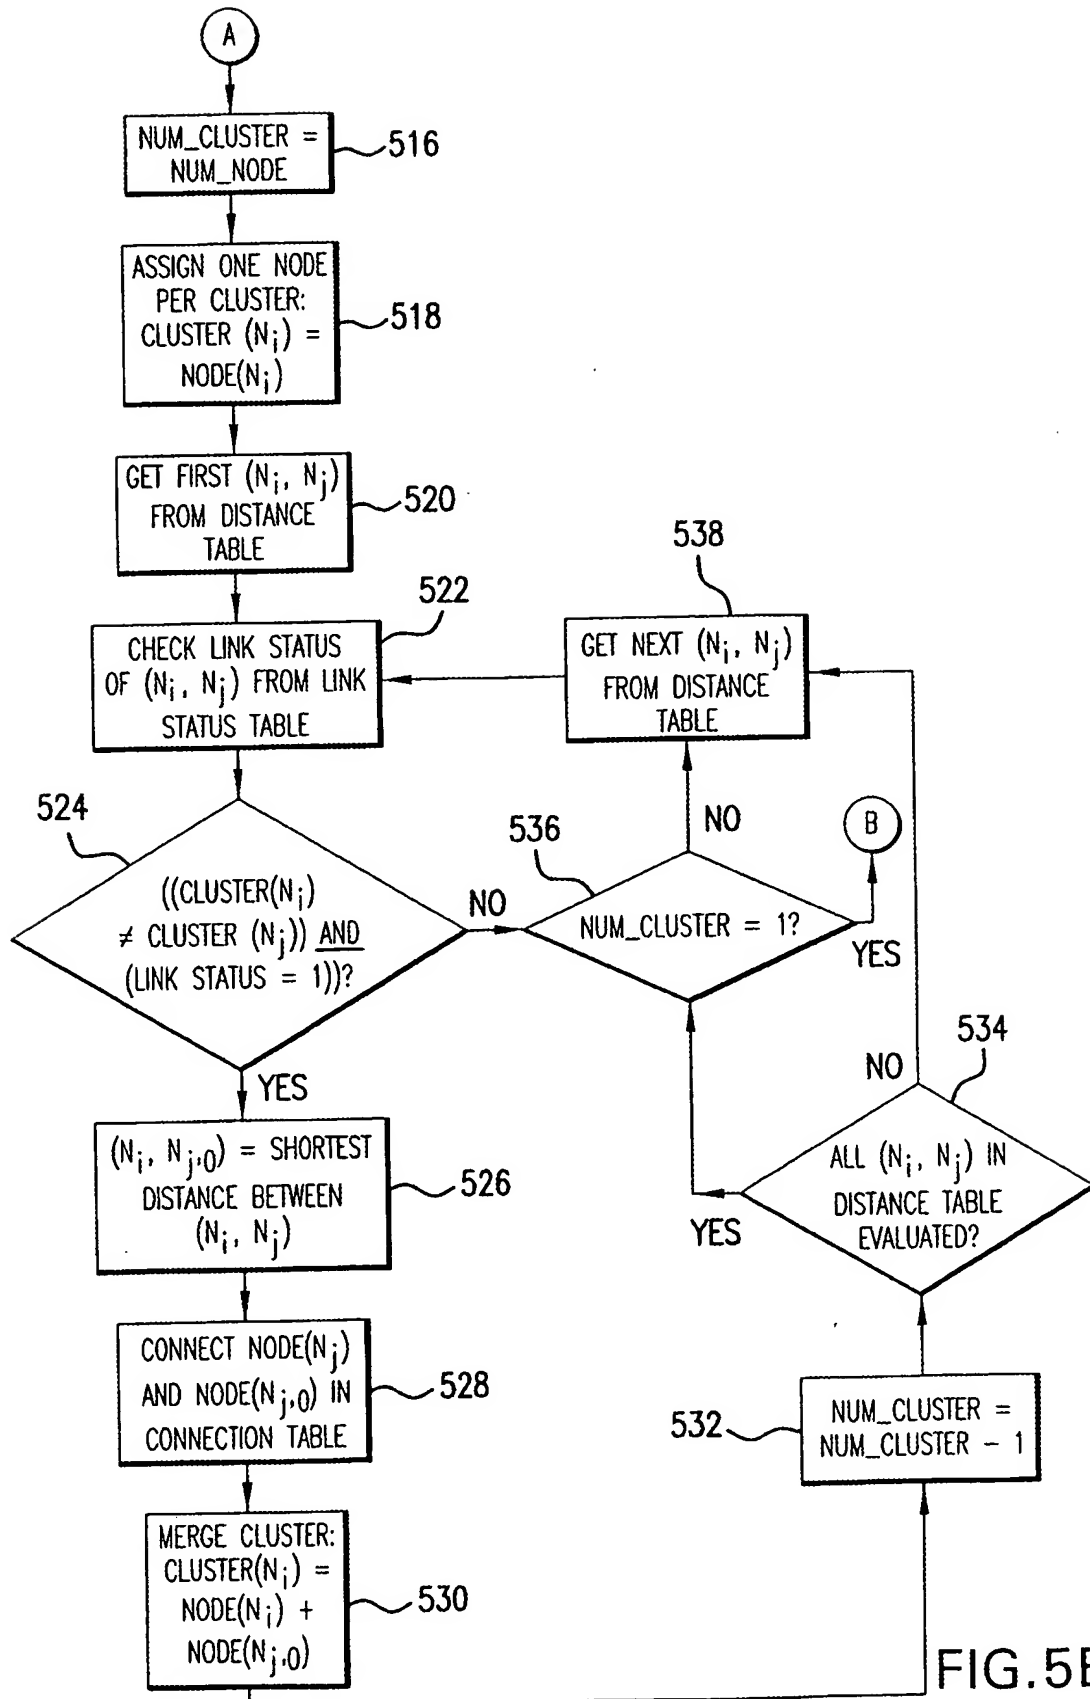 A
NUM_CLUSTER =
NUM_NODE
516
ASSIGN ONE NODE
PER CLUSTER:
CLUSTER (Ni) =
NODE(Ni)
518
GET FIRST (Ni, Nj)
FROM DISTANCE
TABLE
520
522
CHECK LINK STATUS
OF (Ni, Nj) FROM LINK
STATUS TABLE
538
GET NEXT (Ni, Nj)
FROM DISTANCE
TABLE
524
((CLUSTER(Ni)
≠ CLUSTER (Nj)) AND
(LINK STATUS = 1))?
NO
YES
536
NUM_CLUSTER = 1?
NO
YES
B
534
ALL (Ni, Nj) IN
DISTANCE TABLE
EVALUATED?
NO
YES
(Ni, Nj,0) = SHORTEST
DISTANCE BETWEEN
(Ni, Nj)
526
CONNECT NODE(Nj)
AND NODE(Nj,0) IN
CONNECTION TABLE
528
532
NUM_CLUSTER =
NUM_CLUSTER - 1
MERGE CLUSTER:
CLUSTER(Ni) =
NODE(Ni) +
NODE(Nj,0)
530
FIG.5B